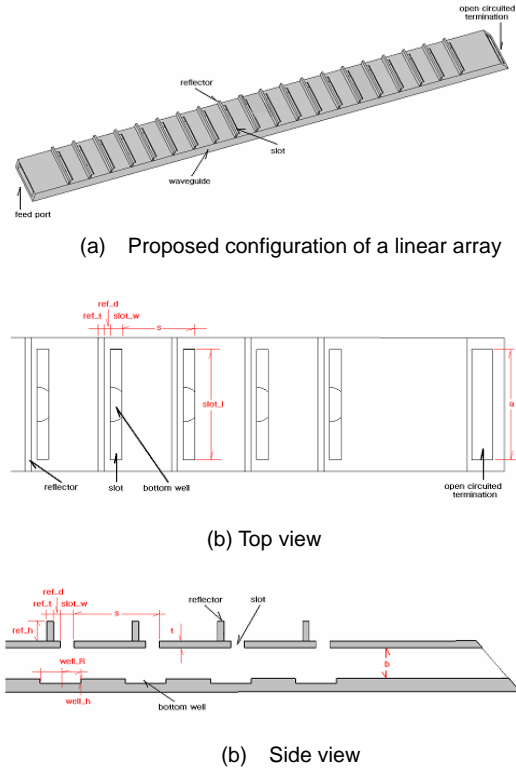 open circuited
termination
reflector
slot
waveguide
feed port
(a) Proposed configuration of a linear array
ref_d
ref_t slot_w s
slot_l
a
reflector
slot
bottom well
open circuited
termination
(b) Top view
ref_d
ref_t slot_w s
reflector
slot
ref_h
t
well_R
b
well_h
bottom well
(b) Side view